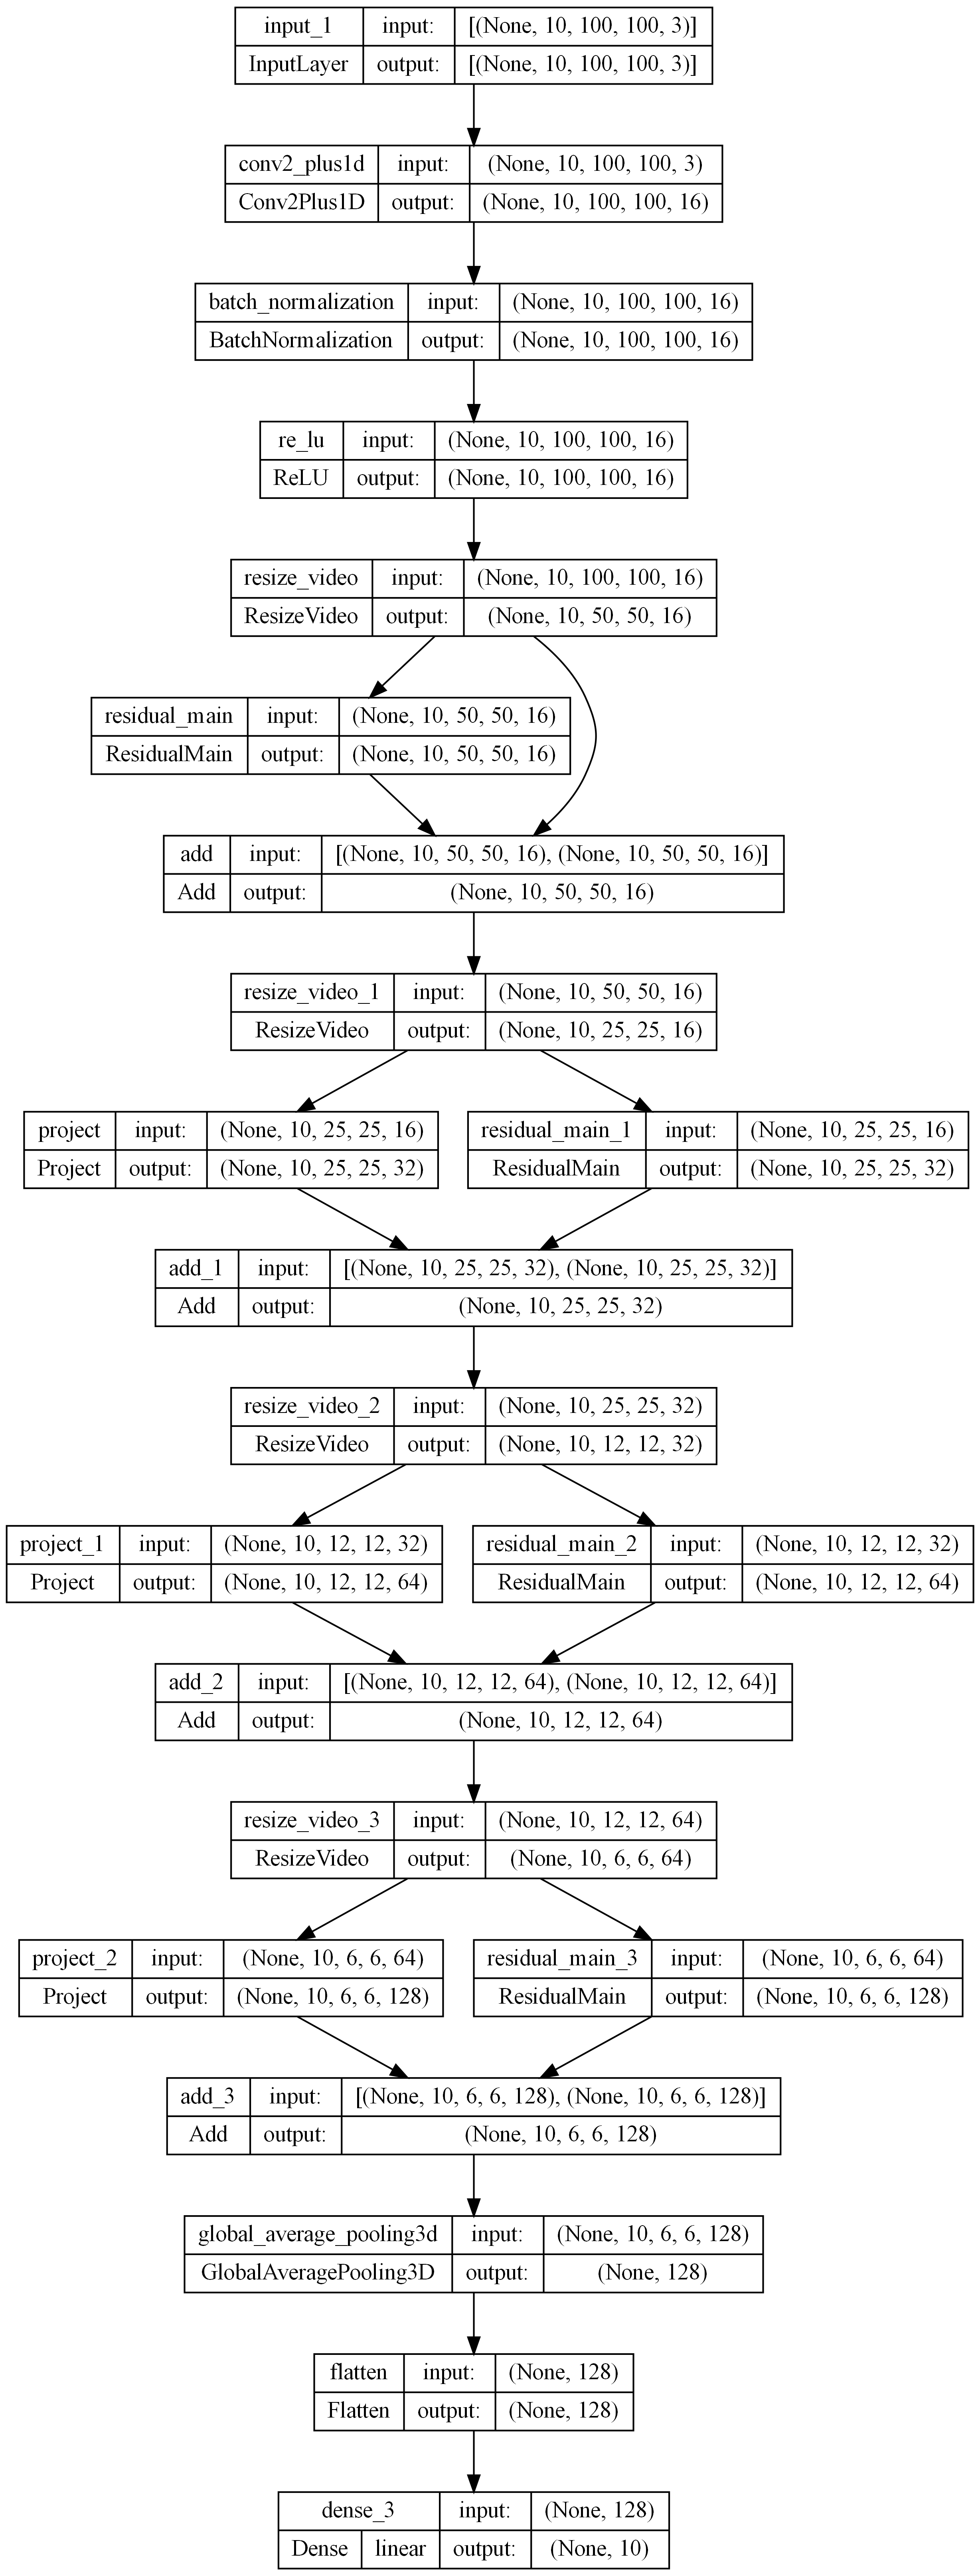 input_1 input: [(None, 10, 100, 100, 3)]
InputLayer output: [(None, 10, 100, 100, 3)]
conv2_plus1d input: (None, 10, 100, 100, 3)
Conv2Plus1D output: (None, 10, 100, 100, 16)
batch_normalization input: (None, 10, 100, 100, 16)
BatchNormalization output: (None, 10, 100, 100, 16)
re_lu input: (None, 10, 100, 100, 16)
ReLU output: (None, 10, 100, 100, 16)
resize_video input: (None, 10, 100, 100, 16)
ResizeVideo output: (None, 10, 50, 50, 16)
residual_main input: (None, 10, 50, 50, 16)
ResidualMain output: (None, 10, 50, 50, 16)
add input: [(None, 10, 50, 50, 16), (None, 10, 50, 50, 16)]
Add output: (None, 10, 50, 50, 16)
resize_video_1 input: (None, 10, 50, 50, 16)
ResizeVideo output: (None, 10, 25, 25, 16)
project input: (None, 10, 25, 25, 16)
Project output: (None, 10, 25, 25, 32)
residual_main_1 input: (None, 10, 25, 25, 16)
ResidualMain output: (None, 10, 25, 25, 32)
add_1 input: [(None, 10, 25, 25, 32), (None, 10, 25, 25, 32)]
Add output: (None, 10, 25, 25, 32)
resize_video_2 input: (None, 10, 25, 25, 32)
ResizeVideo output: (None, 10, 12, 12, 32)
project_1 input: (None, 10, 12, 12, 32)
Project output: (None, 10, 12, 12, 64)
residual_main_2 input: (None, 10, 12, 12, 32)
ResidualMain output: (None, 10, 12, 12, 64)
add_2 input: [(None, 10, 12, 12, 64), (None, 10, 12, 12, 64)]
Add output: (None, 10, 12, 12, 64)
resize_video_3 input: (None, 10, 12, 12, 64)
ResizeVideo output: (None, 10, 6, 6, 64)
project_2 input: (None, 10, 6, 6, 64)
Project output: (None, 10, 6, 6, 128)
residual_main_3 input: (None, 10, 6, 6, 64)
ResidualMain output: (None, 10, 6, 6, 128)
add_3 input: [(None, 10, 6, 6, 128), (None, 10, 6, 6, 128)]
Add output: (None, 10, 6, 6, 128)
global_average_pooling3d input: (None, 10, 6, 6, 128)
GlobalAveragePooling3D output: (None, 128)
flatten input: (None, 128)
Flatten output: (None, 128)
dense_3 input: (None, 128)
Dense linear output: (None, 10)